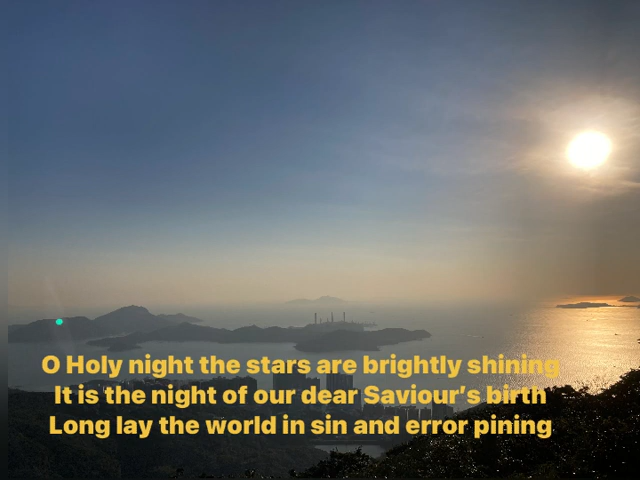 O Holy night the stars are brightly shining
It is the night of our dear Saviour’s birth
Long lay the world in sin and error pining